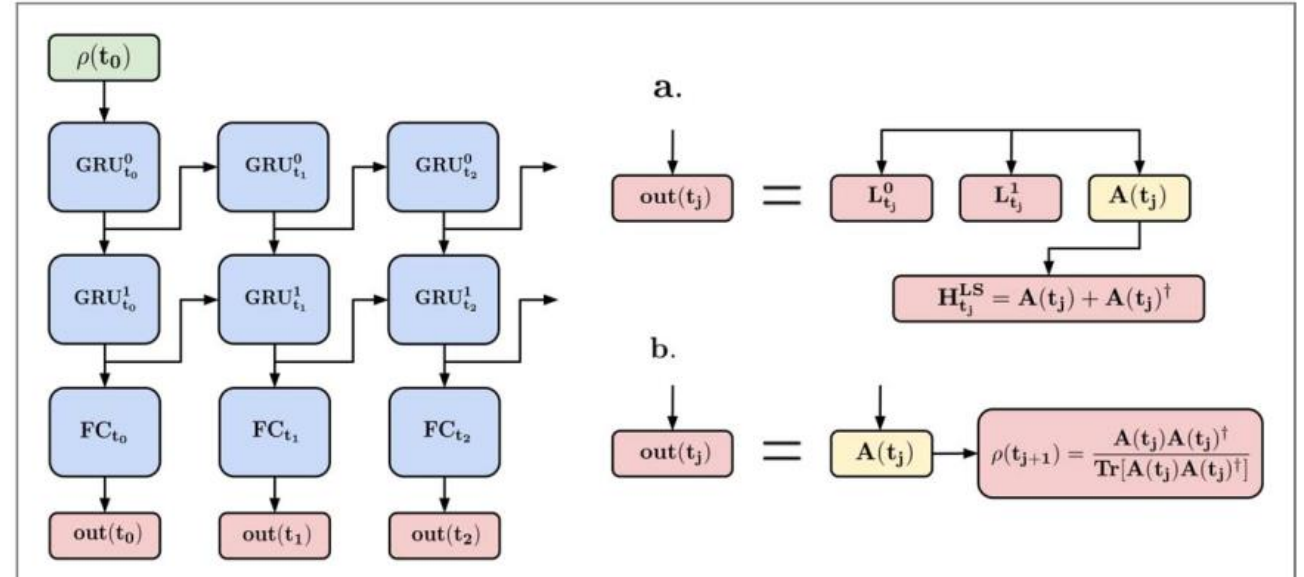 ρ(t₀)
GRU⁰ₜ₀ GRU⁰ₜ₁ GRU⁰ₜ₂
GRU¹ₜ₀ GRU¹ₜ₁ GRU¹ₜ₂
FCₜ₀ FCₜ₁ FCₜ₂
out(t₀) out(t₁) out(t₂)
a.
out(tⱼ) = L⁰ₜⱼ L¹ₜⱼ A(tⱼ)
Hᴸˢₜⱼ = A(tⱼ) + A(tⱼ)†
b.
out(tⱼ) = A(tⱼ) ρ(tⱼ₊₁) = A(tⱼ)A(tⱼ)† / Tr[A(tⱼ)A(tⱼ)†]